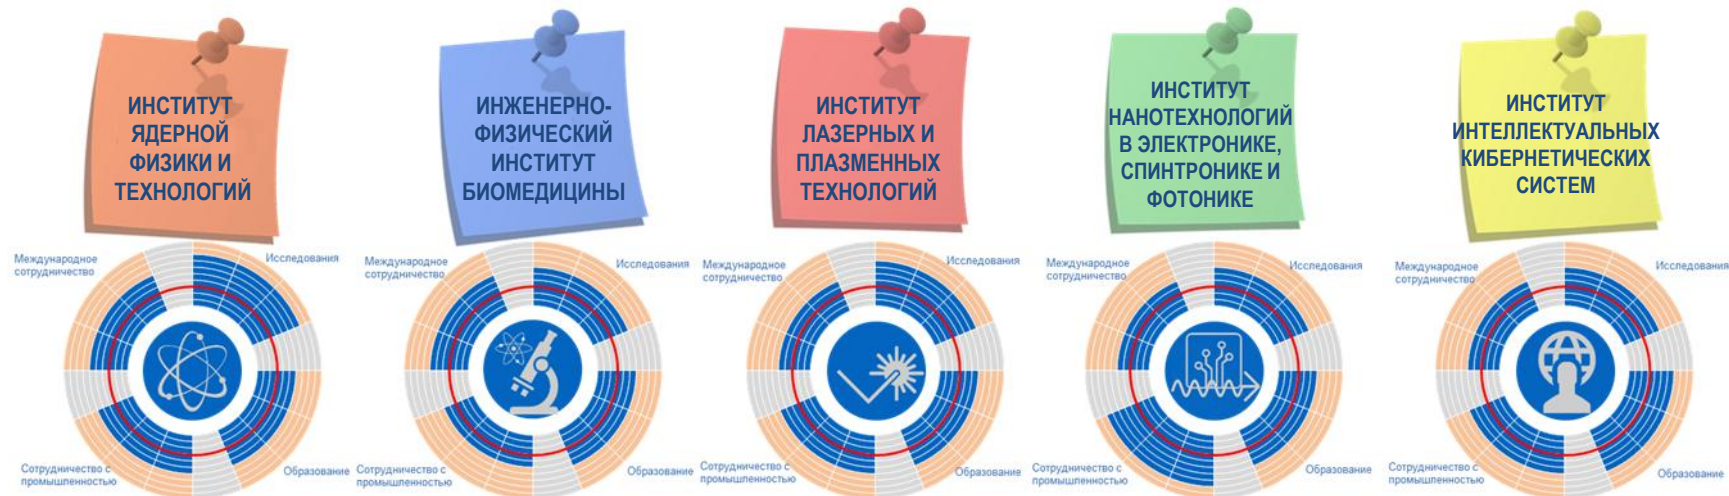 ИНСТИТУТ
ЯДЕРНОЙ
ФИЗИКИ И
ТЕХНОЛОГИЙ
ИНЖЕНЕРНО-
ФИЗИЧЕСКИЙ
ИНСТИТУТ
БИОМЕДИЦИНЫ
ИНСТИТУТ
ЛАЗЕРНЫХ И
ПЛАЗМЕННЫХ
ТЕХНОЛОГИЙ
ИНСТИТУТ
НАНОТЕХНОЛОГИЙ
В ЭЛЕКТРОНИКЕ,
СПИНТРОНИКЕ И
ФОТОНИКЕ
ИНСТИТУТ
ИНТЕЛЛЕКТУАЛЬНЫХ
КИБЕРНЕТИЧЕСКИХ
СИСТЕМ
Международное
сотрудничество
Исследования
Сотрудничество с
промышленностью
Образование
Международное
сотрудничество
Исследования
Сотрудничество с
промышленностью
Образование
Международное
сотрудничество
Исследования
Сотрудничество с
промышленностью
Образование
Международное
сотрудничество
Исследования
Сотрудничество с
промышленностью
Образование
Международное
сотрудничество
Исследования
Сотрудничество с
промышленностью
Образование